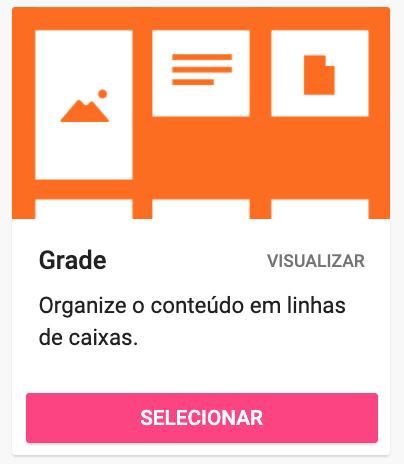 Grade
VISUALIZAR
Organize o conteúdo em linhas
de caixas.
SELECIONAR